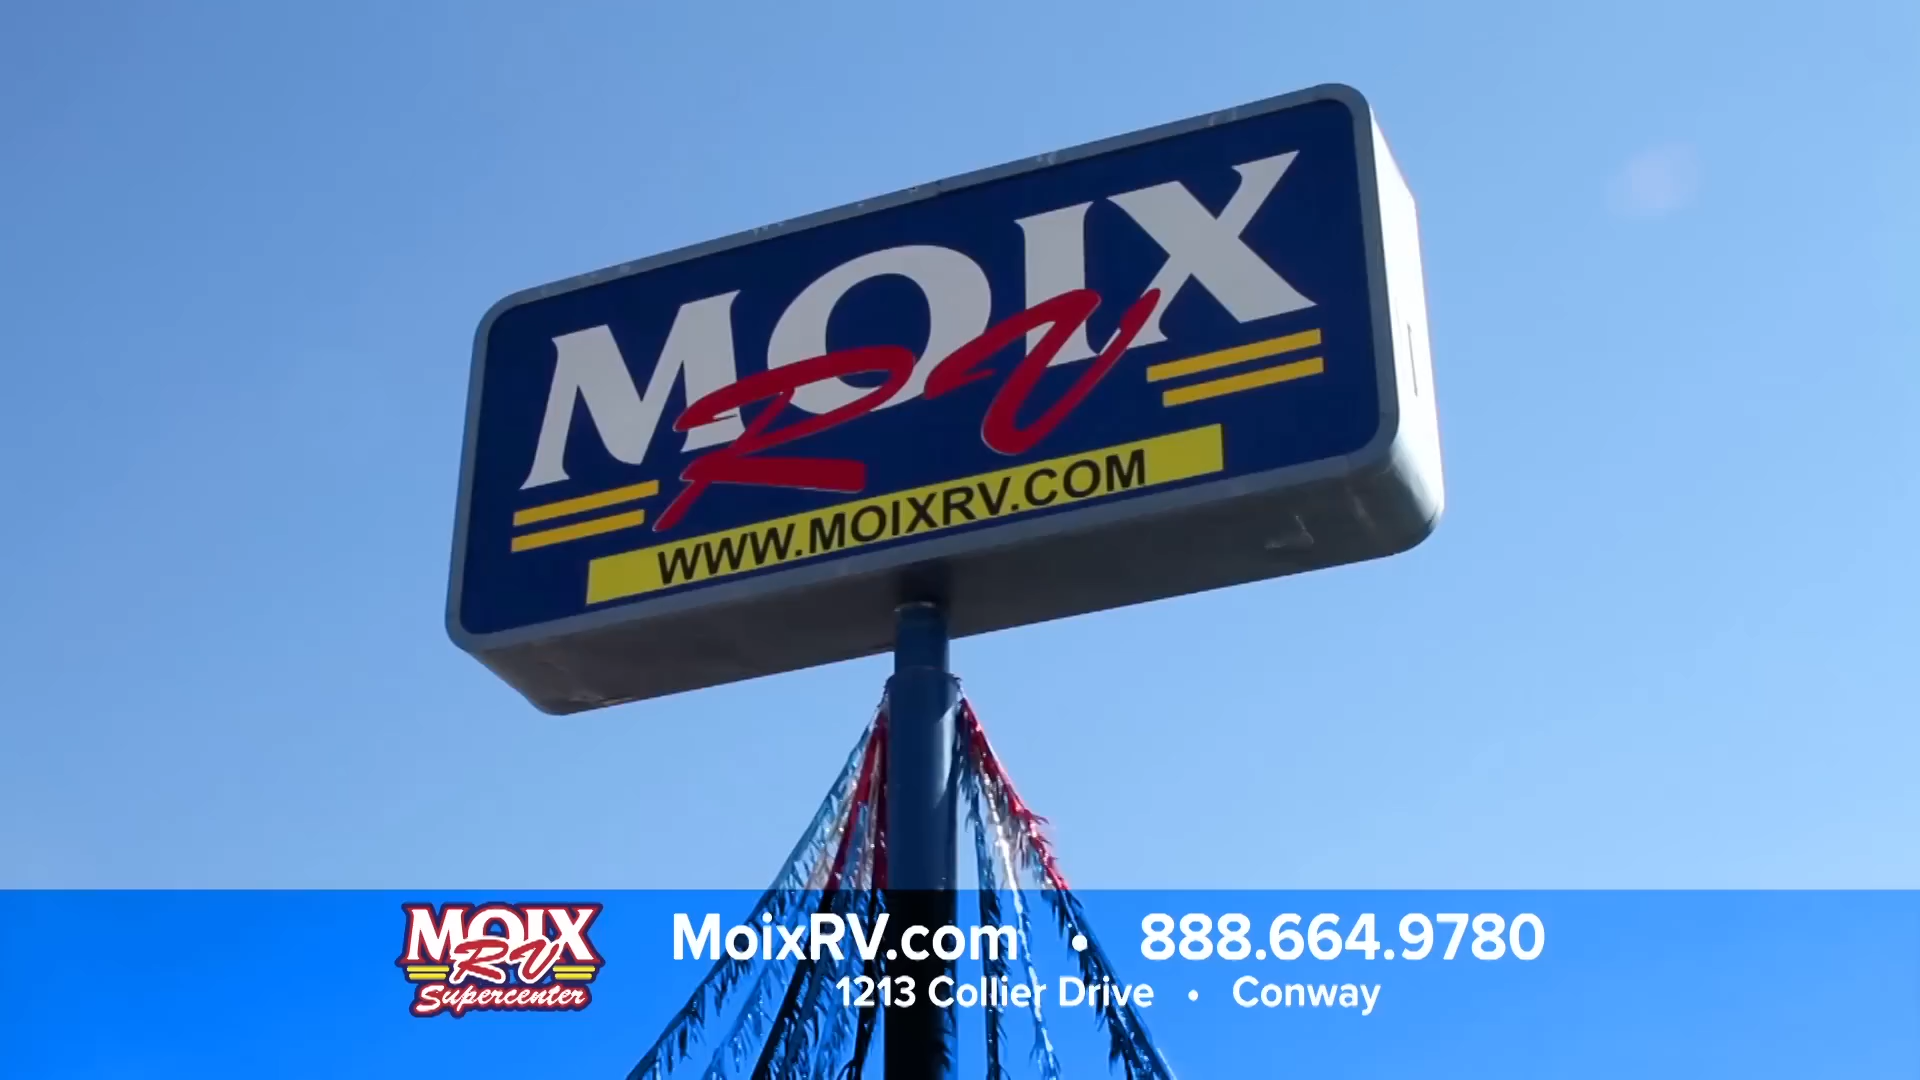 MOIX
RV
WWW.MOIXRV.COM
MOIX
RV
Supercenter
MoixRV.com • 888.664.9780
1213 Collier Drive • Conway